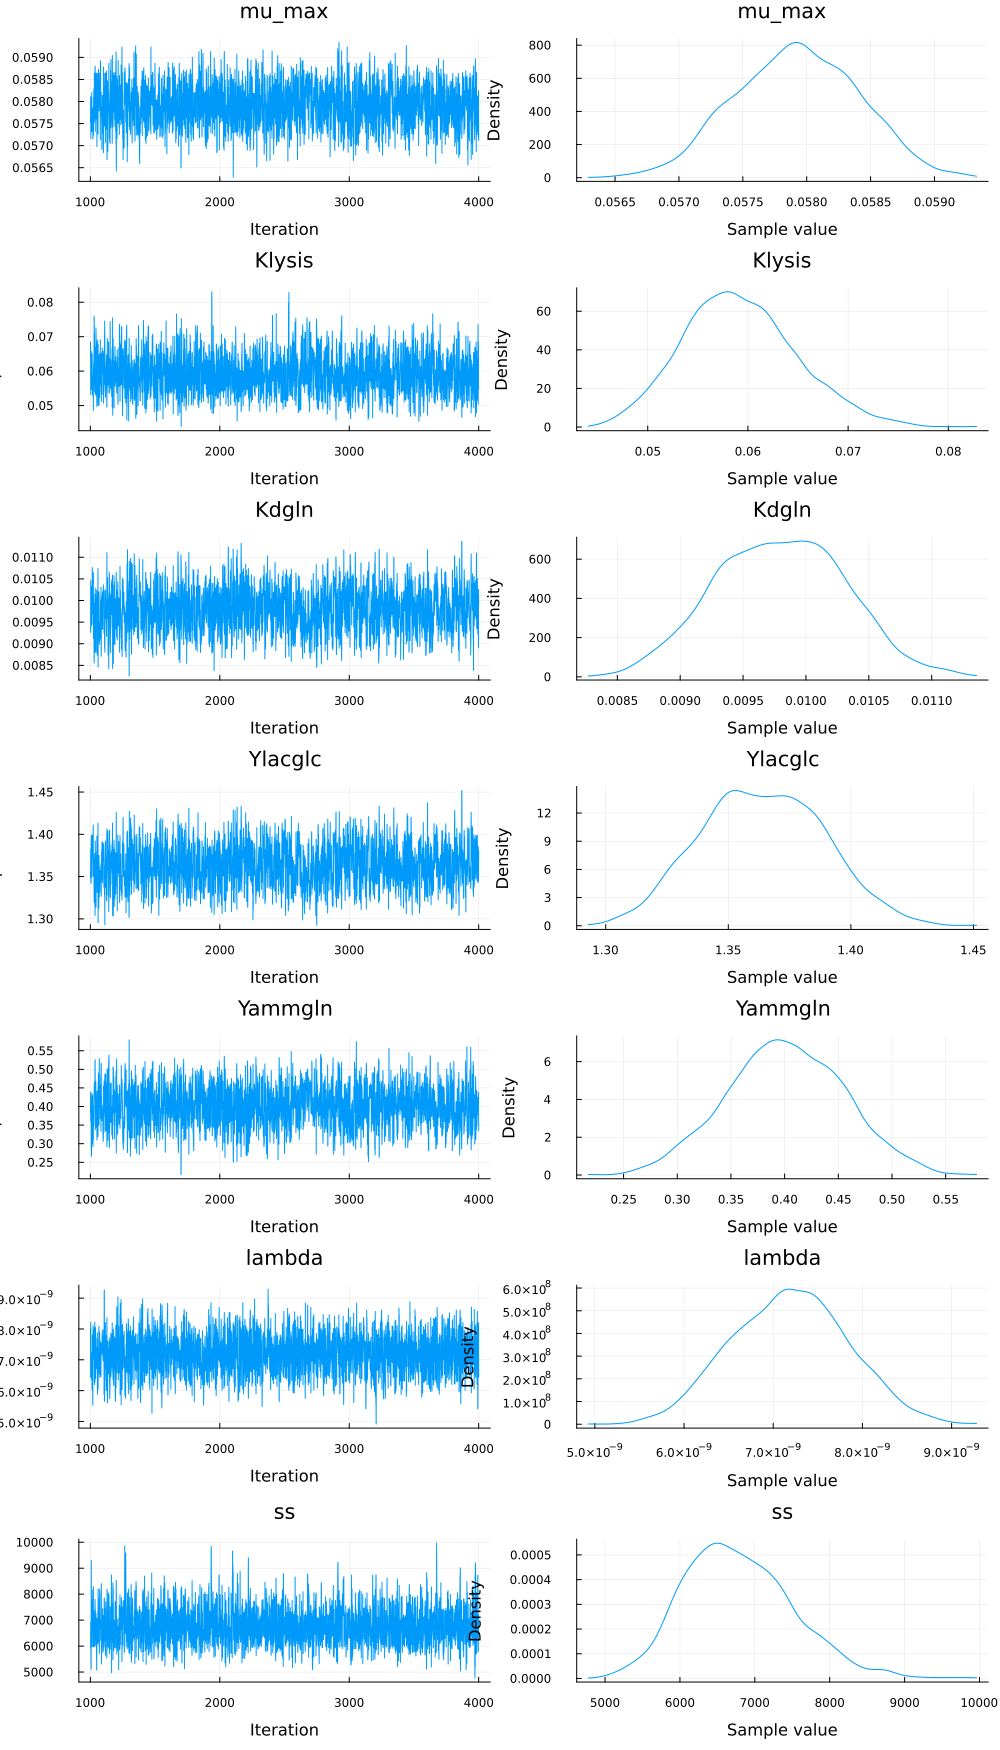 mu_max mu_max
0.0590
0.0585
0.0580
0.0575
0.0570
0.0565
1000 2000 3000 4000
Iteration
Density
800
600
400
200
0
0.0565 0.0570 0.0575 0.0580 0.0585 0.0590
Sample value
Klysis Klysis
0.08
0.07
0.06
0.05
1000 2000 3000 4000
Iteration
Density
60
40
20
0
0.05 0.06 0.07 0.08
Sample value
Kdgln Kdgln
0.0110
0.0105
0.0100
0.0095
0.0090
0.0085
1000 2000 3000 4000
Iteration
Density
600
400
200
0
0.0085 0.0090 0.0095 0.0100 0.0105 0.0110
Sample value
Ylacglc Ylacglc
1.45
1.40
1.35
1.30
1000 2000 3000 4000
Iteration
Density
12
9
6
3
0
1.30 1.35 1.40 1.45
Sample value
Yammgln Yammgln
0.55
0.50
0.45
0.40
0.35
0.30
0.25
1000 2000 3000 4000
Iteration
Density
6
4
2
0
0.25 0.30 0.35 0.40 0.45 0.50 0.55
Sample value
lambda lambda
9.0×10⁻⁹
8.0×10⁻⁹
7.0×10⁻⁹
6.0×10⁻⁹
5.0×10⁻⁹
1000 2000 3000 4000
Iteration
Density
6.0×10⁸
5.0×10⁸
4.0×10⁸
3.0×10⁸
2.0×10⁸
1.0×10⁸
0
5.0×10⁻⁹ 6.0×10⁻⁹ 7.0×10⁻⁹ 8.0×10⁻⁹ 9.0×10⁻⁹
Sample value
ss ss
10000
9000
8000
7000
6000
5000
1000 2000 3000 4000
Iteration
Density
0.0005
0.0004
0.0003
0.0002
0.0001
0.0000
5000 6000 7000 8000 9000 10000
Sample value